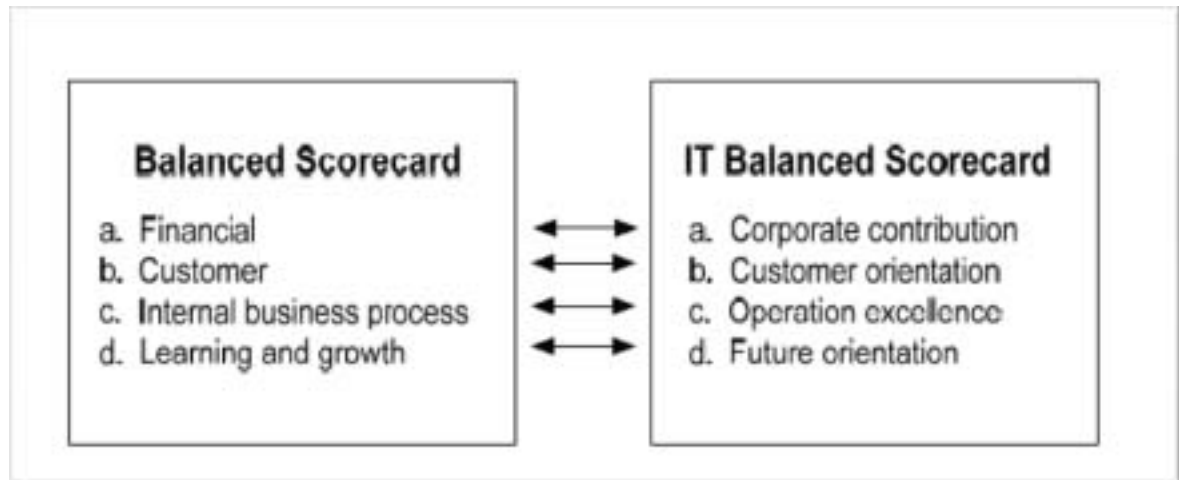 Balanced Scorecard
a. Financial
b. Customer
c. Internal business process
d. Learning and growth
IT Balanced Scorecard
a. Corporate contribution
b. Customer orientation
c. Operation excellence
d. Future orientation